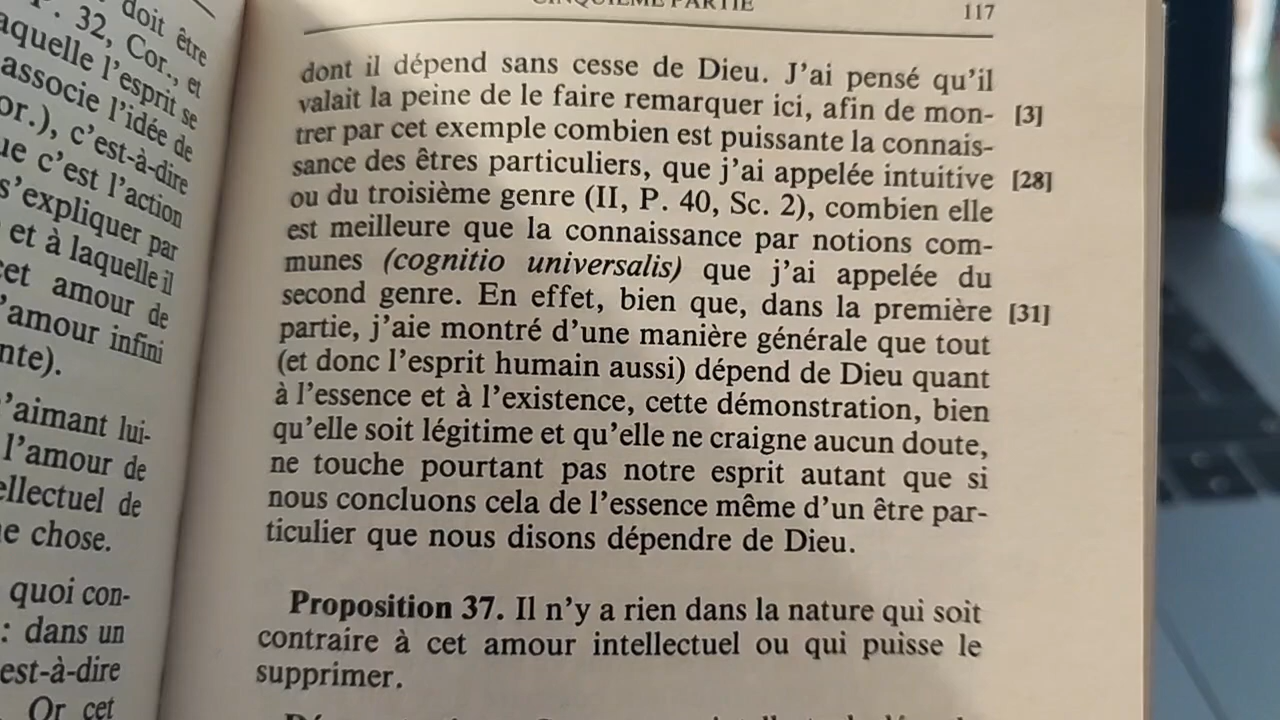 doit être
P. 32, Cor., et
laquelle l'esprit se
associe l'idée de
or.), c'est-à-dire
ue c'est l'action
s'expliquer par
et à laquelle il
cet amour de
l'amour infini
nte).
l'aimant lui-
l'amour de
ellectuel de
ne chose.
quoi con-
: dans un
est-à-dire
Or cet
CINQUIÈME PARTIE
117
dont il dépend sans cesse de Dieu. J'ai pensé qu'il
valait la peine de le faire remarquer ici, afin de mon- [3]
trer par cet exemple combien est puissante la connais-
sance des êtres particuliers, que j'ai appelée intuitive [28]
ou du troisième genre (II, P. 40, Sc. 2), combien elle
est meilleure que la connaissance par notions com-
munes (cognitio universalis) que j'ai appelée du
second genre. En effet, bien que, dans la première [31]
partie, j'aie montré d'une manière générale que tout
(et donc l'esprit humain aussi) dépend de Dieu quant
à l'essence et à l'existence, cette démonstration, bien
qu'elle soit légitime et qu'elle ne craigne aucun doute,
ne touche pourtant pas notre esprit autant que si
nous concluons cela de l'essence même d'un être par-
ticulier que nous disons dépendre de Dieu.
Proposition 37. Il n'y a rien dans la nature qui soit
contraire à cet amour intellectuel ou qui puisse le
supprimer.